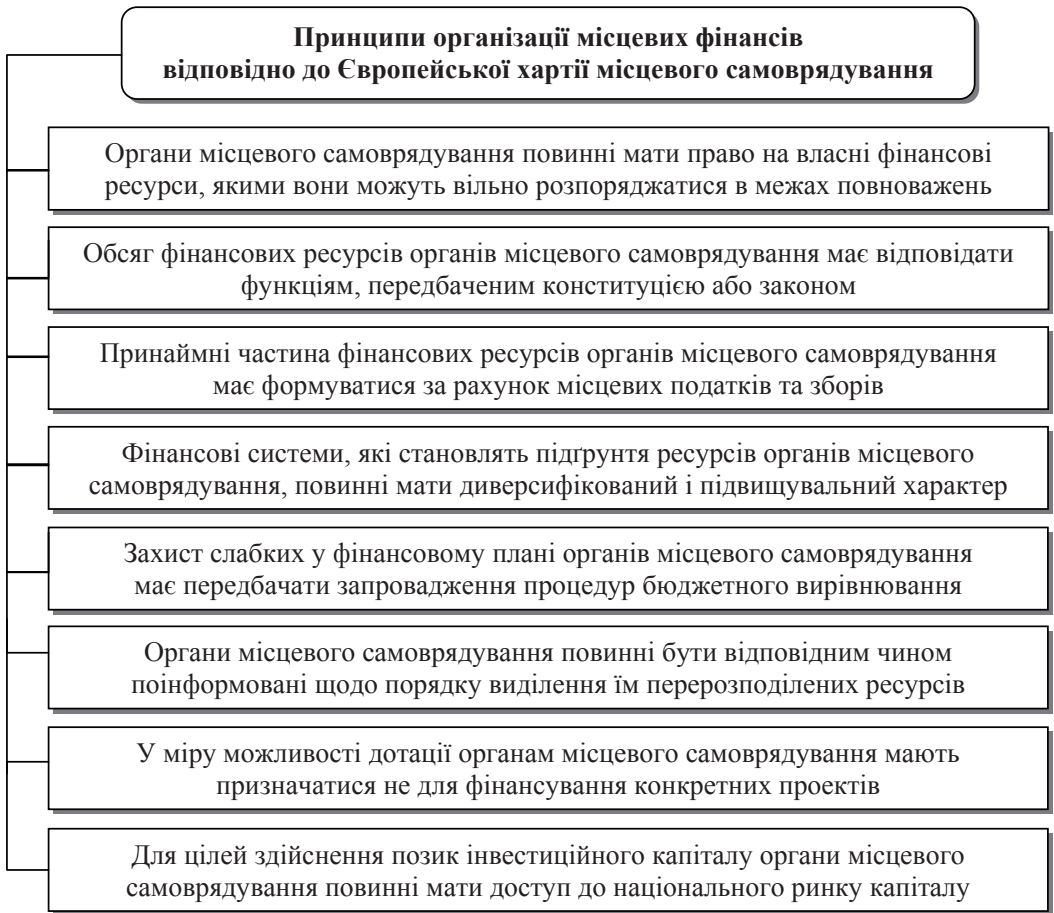 Принципи організації місцевих фінансів
відповідно до Європейської хартії місцевого самоврядування
Органи місцевого самоврядування повинні мати право на власні фінансові
ресурси, якими вони можуть вільно розпоряджатися в межах повноважень
Обсяг фінансових ресурсів органів місцевого самоврядування має відповідати
функціям, передбаченим конституцією або законом
Принаймні частина фінансових ресурсів органів місцевого самоврядування
має формуватися за рахунок місцевих податків та зборів
Фінансові системи, які становлять підґрунтя ресурсів органів місцевого
самоврядування, повинні мати диверсифікований і підвищувальний характер
Захист слабких у фінансовому плані органів місцевого самоврядування
має передбачати запровадження процедур бюджетного вирівнювання
Органи місцевого самоврядування повинні бути відповідним чином
поінформовані щодо порядку виділення їм перерозподілених ресурсів
У міру можливості дотації органам місцевого самоврядування мають
призначатися не для фінансування конкретних проектів
Для цілей здійснення позик інвестиційного капіталу органи місцевого
самоврядування повинні мати доступ до національного ринку капіталу